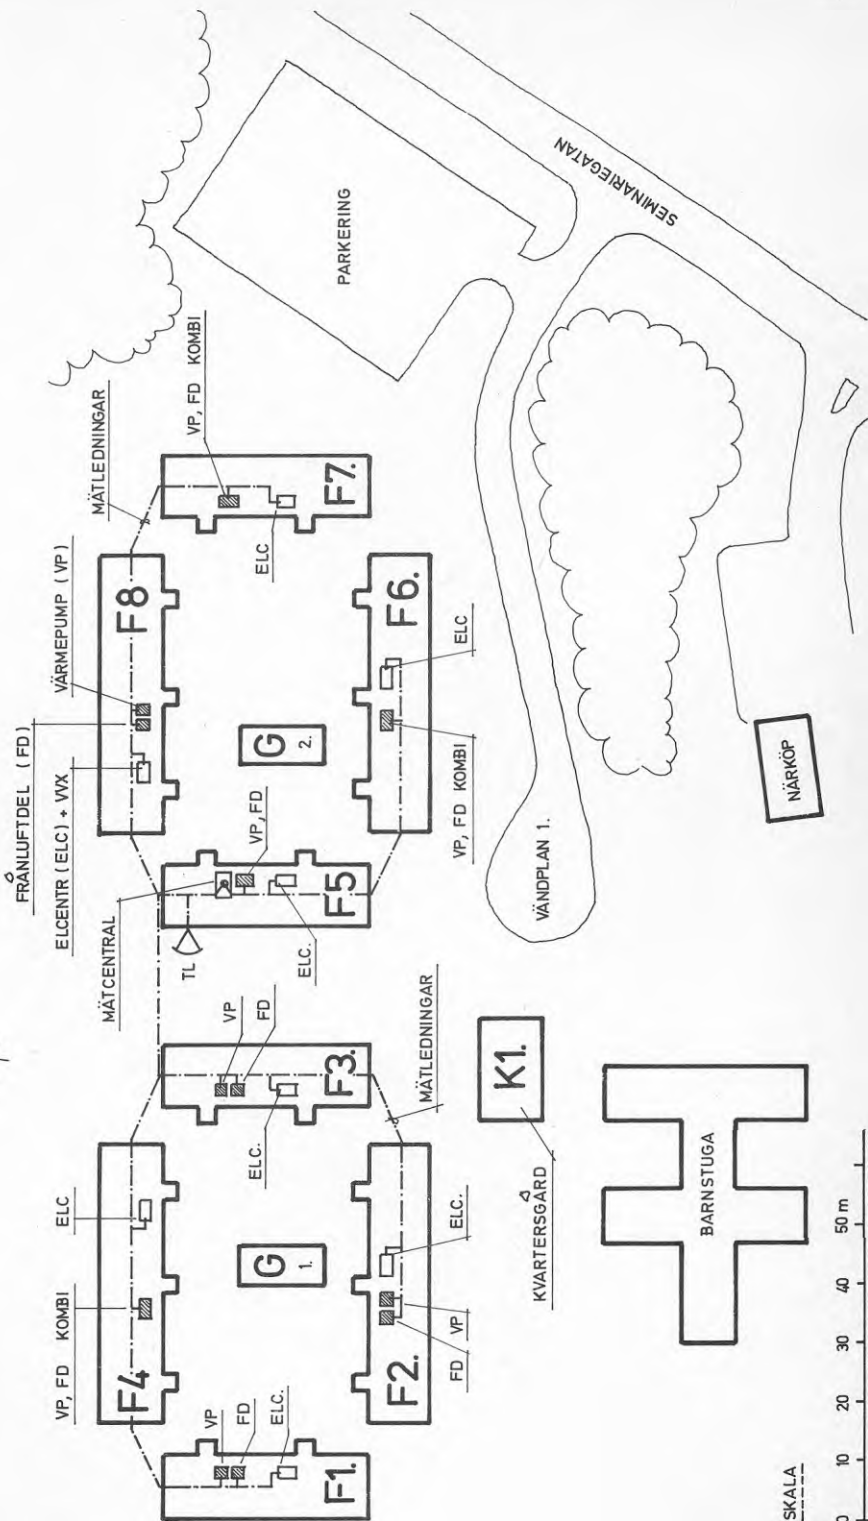 FRÅNLUFTDEL (FD)
ELCENTR (ELC) + VVX
VÄRMEPUMP (VP)
MÄTLEDNINGAR
VP, FD KOMBI
MÄTCENTRAL
F8
F7.
ELC
PARKERING
SEMINARIEGATAN
G
2.
F6.
ELC
VP, FD KOMBI
F5
VP, FD
ELC.
TL
VÄNDPLAN 1.
NÄRKÖP
VP
FD
F3.
ELC.
MÄTLEDNINGAR
ELC
VP, FD KOMBI
F4
G
1.
F2.
ELC.
VP
FD
F1.
VP
FD
ELC.
K1.
KVARTERSGÅRD
BARNSTUGA
SKALA
0 10 20 30 40 50 m